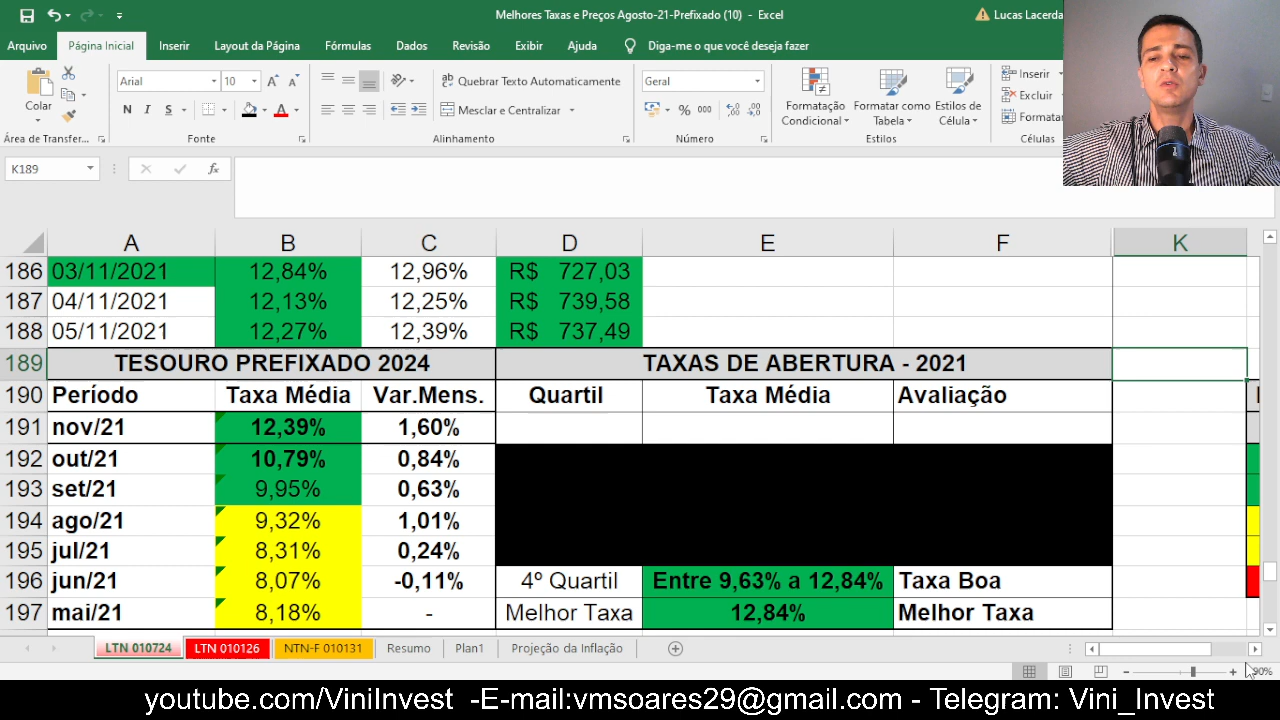 Melhores Taxas e Preços Agosto-21-Prefixado (10) - Excel
Lucas Lacerda
Arquivo Página Inicial Inserir Layout da Página Fórmulas Dados Revisão Exibir Ajuda Diga-me o que você deseja fazer
Colar
Arial 10
N I S
Quebrar Texto Automaticamente
Mesclar e Centralizar
Geral
% 000
Formatação Condicional
Formatar como Tabela
Estilos de Célula
Inserir
Excluir
Formatar
Área de Transfer... Fonte Alinhamento Número Estilos Células
K189 fx
A B C D E F K
186 03/11/2021 12,84% 12,96% R$ 727,03
187 04/11/2021 12,13% 12,25% R$ 739,58
188 05/11/2021 12,27% 12,39% R$ 737,49
189 TESOURO PREFIXADO 2024 TAXAS DE ABERTURA - 2021
190 Período Taxa Média Var.Mens. Quartil Taxa Média Avaliação
191 nov/21 12,39% 1,60%
192 out/21 10,79% 0,84%
193 set/21 9,95% 0,63%
194 ago/21 9,32% 1,01%
195 jul/21 8,31% 0,24%
196 jun/21 8,07% -0,11% 4º Quartil Entre 9,63% a 12,84% Taxa Boa
197 mai/21 8,18% - Melhor Taxa 12,84% Melhor Taxa
LTN 010724 LTN 010126 NTN-F 010131 Resumo Plan1 Projeção da Inflação
90%
youtube.com/ViniInvest -E-mail:vmsoares29@gmail.com - Telegram: Vini_Invest